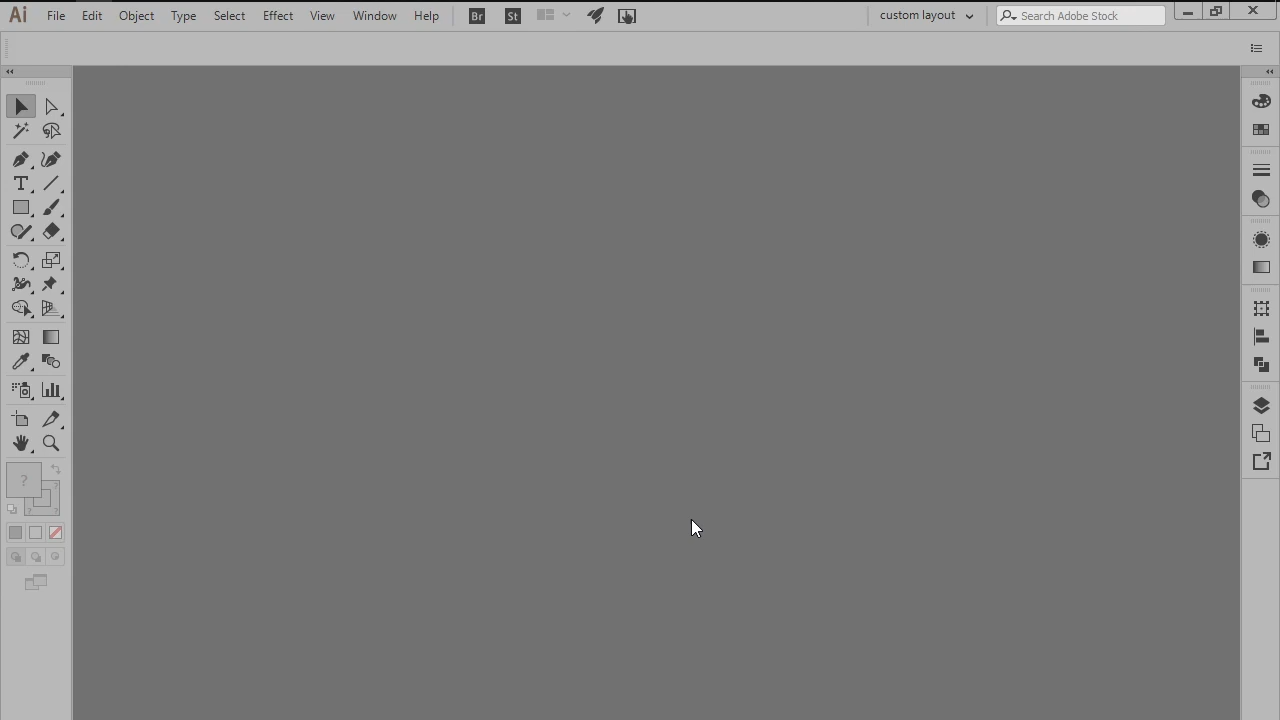 Ai File Edit Object Type Select Effect View Window Help Br St custom layout Search Adobe Stock
T
?
? ?